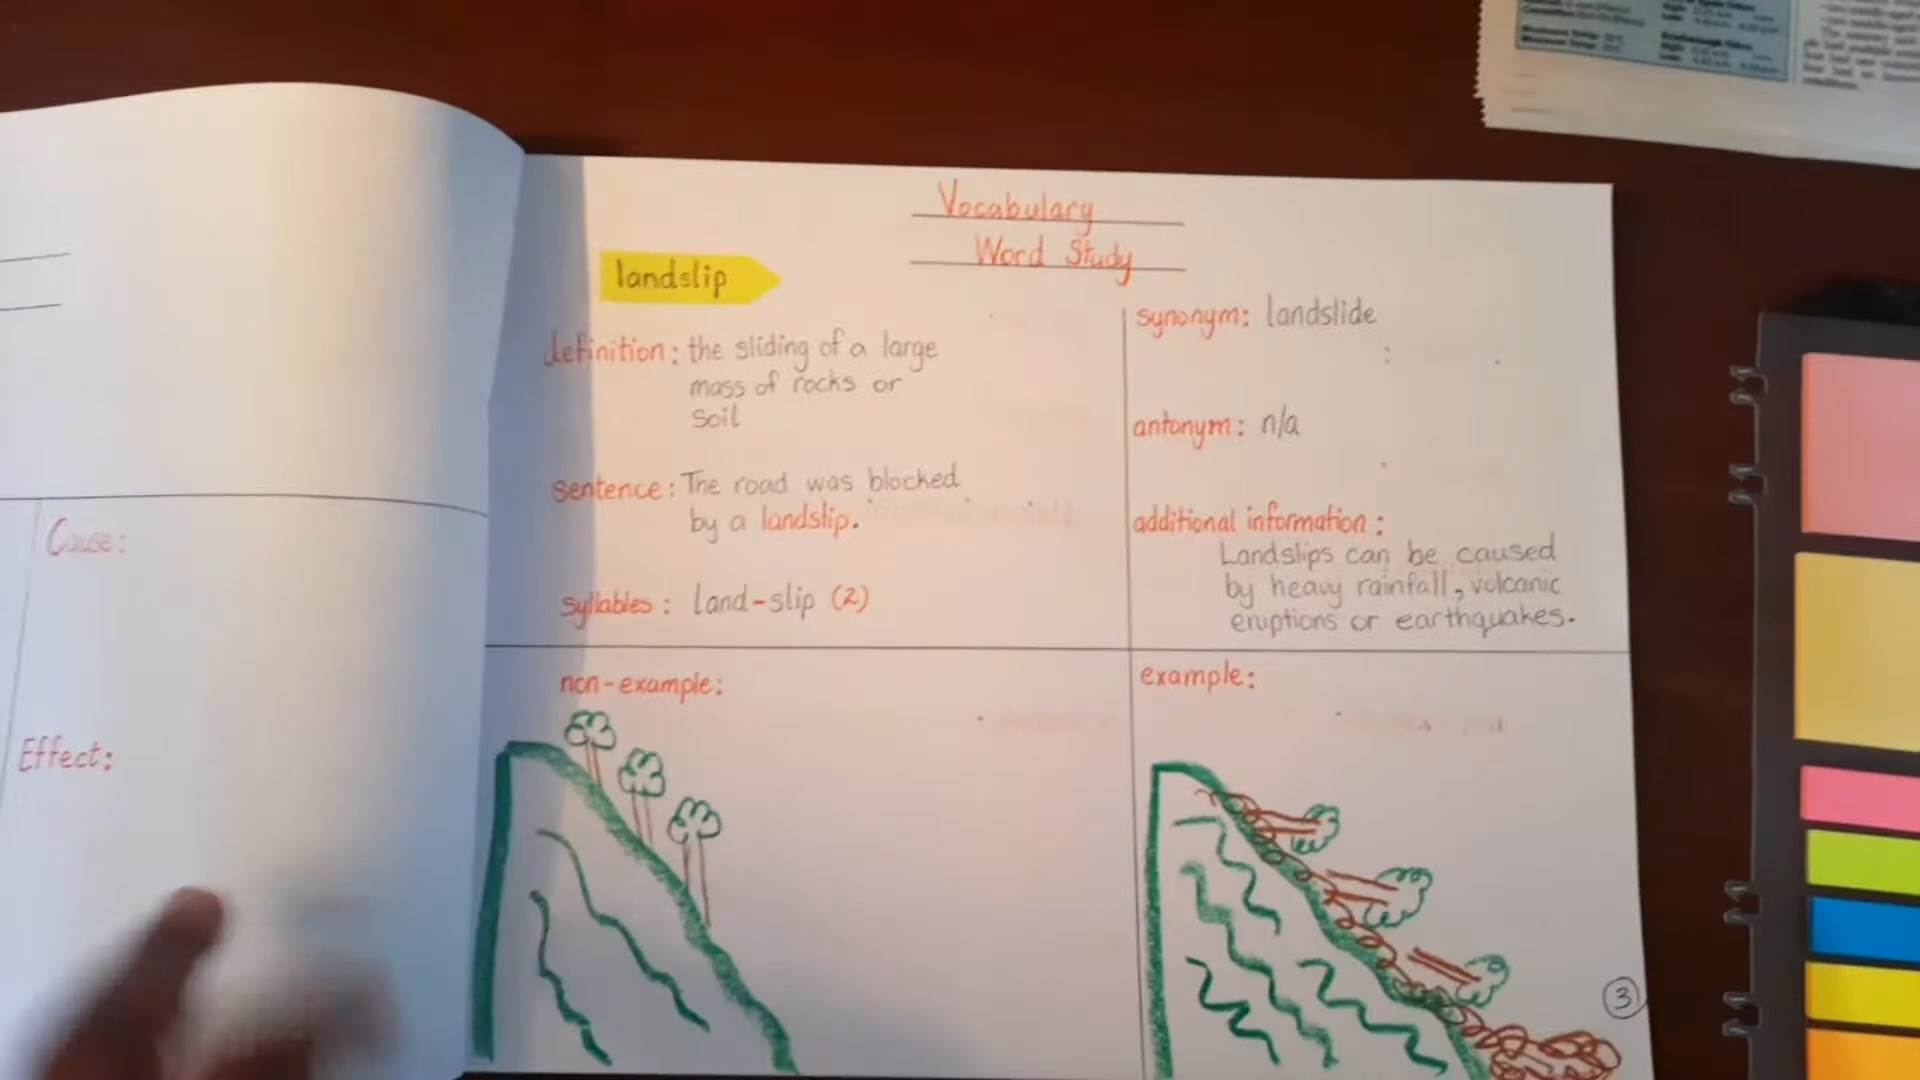 Cause:
Effect:
Vocabulary
Word Study
landslip
definition: the sliding of a large
mass of rocks or
soil
sentence: The road was blocked
by a landslip.
syllables: land-slip (2)
synonym: landslide
antonym: n/a
additional information:
Landslips can be caused
by heavy rainfall, volcanic
eruptions or earthquakes.
non-example:
example:
3